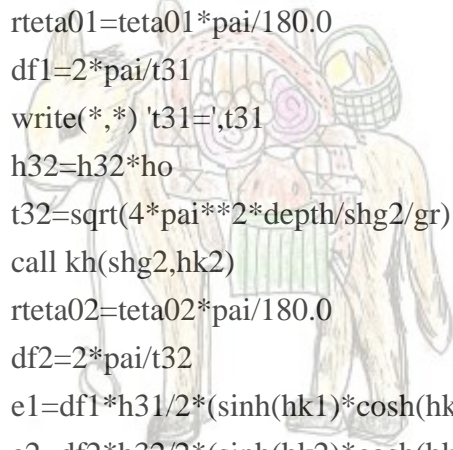 rteta01=teta01*pai/180.0
df1=2*pai/t31
write(*,*) 't31=',t31
h32=h32*ho
t32=sqrt(4*pai**2*depth/shg2/gr)
call kh(shg2,hk2)
rteta02=teta02*pai/180.0
df2=2*pai/t32
e1=df1*h31/2*(sinh(hk1)*cosh(hk